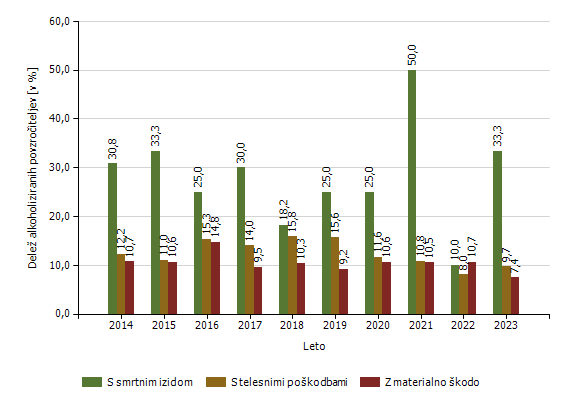 60,0
50,0
40,0
30,0
20,0
10,0
0,0
Delež alkoholiziranih povzročiteljev [v %]
30,8 12,2 10,7
33,3 11,0 10,6
25,0 15,3 14,8
30,0 14,0 9,5
18,2 15,8 10,3
25,0 15,6 9,2
25,0 11,6 10,6
50,0 10,8 10,5
10,0 8,0 10,7
33,3 9,7 7,4
2014 2015 2016 2017 2018 2019 2020 2021 2022 2023
Leto
S smrtnim izidom S telesnimi poškodbami Z materialno škodo